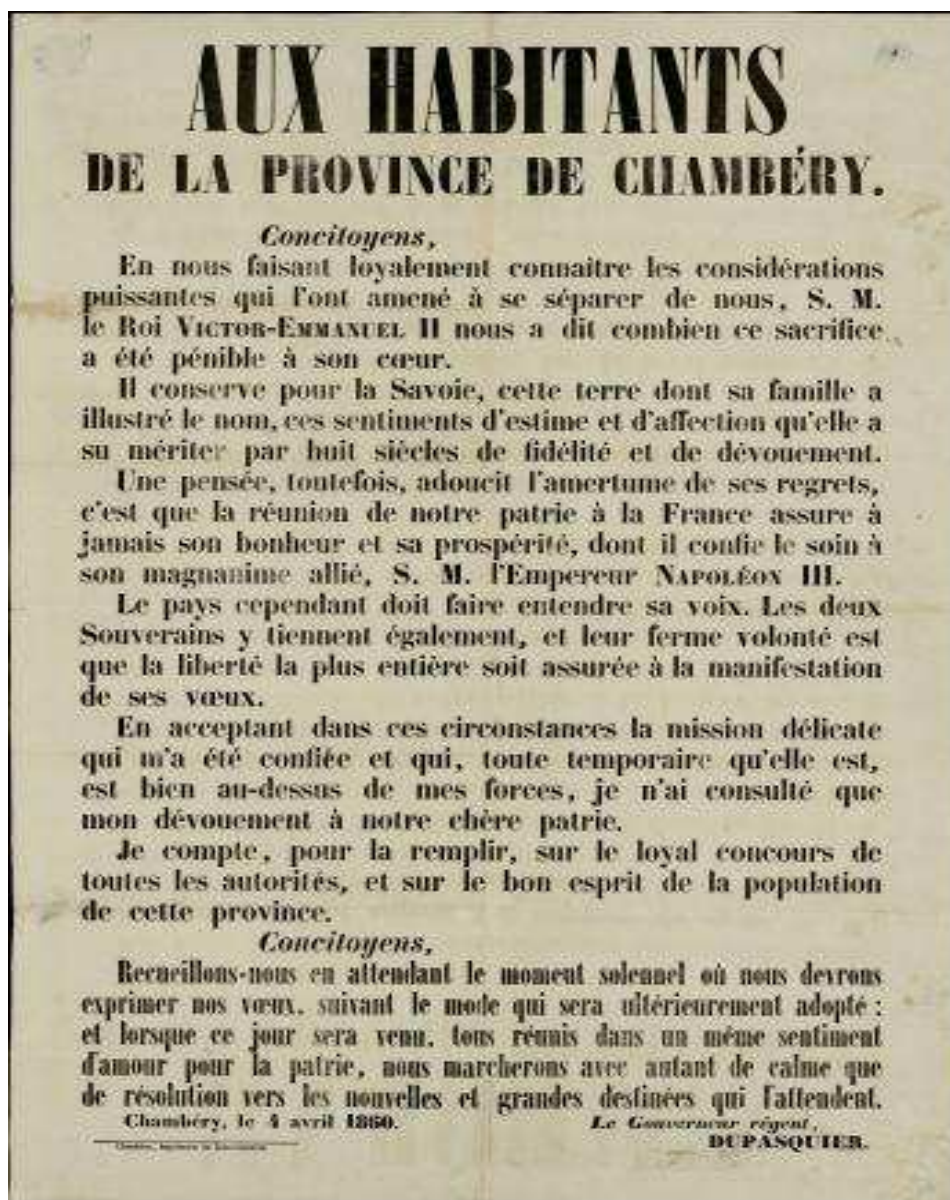 AUX HABITANTS
DE LA PROVINCE DE CHAMBÉRY.
Concitoyens,
En nous faisant loyalement connaître les considérations
puissantes qui l'ont amené à se séparer de nous, S. M.
le Roi VICTOR-EMMANUEL II nous a dit combien ce sacrifice
a été pénible à son cœur.
Il conserve pour la Savoie, cette terre dont sa famille a
illustré le nom, ces sentiments d'estime et d'affection qu'elle a
su mériter par huit siècles de fidélité et de dévouement.
Une pensée, toutefois, adoucit l'amertume de ses regrets,
c'est que la réunion de notre patrie à la France assure à
jamais son bonheur et sa prospérité, dont il confie le soin à
son magnanime allié, S. M. l'Empereur NAPOLÉON III.
Le pays cependant doit faire entendre sa voix. Les deux
Souverains y tiennent également, et leur ferme volonté est
que la liberté la plus entière soit assurée à la manifestation
de ses vœux.
En acceptant dans ces circonstances la mission délicate
qui m'a été confiée et qui, toute temporaire qu'elle est,
est bien au-dessus de mes forces, je n'ai consulté que
mon dévouement à notre chère patrie.
Je compte, pour la remplir, sur le loyal concours de
toutes les autorités, et sur le bon esprit de la population
de cette province.
Concitoyens,
Recueillons-nous en attendant le moment solennel où nous devrons
exprimer nos vœux, suivant le mode qui sera ultérieurement adopté ;
et lorsque ce jour sera venu, tous réunis dans un même sentiment
d'amour pour la patrie, nous marcherons avec autant de calme que
de résolution vers les nouvelles et grandes destinées qui l'attendent.
Chambéry, le 4 avril 1860.
Le Gouverneur régent,
DUPASQUIER.